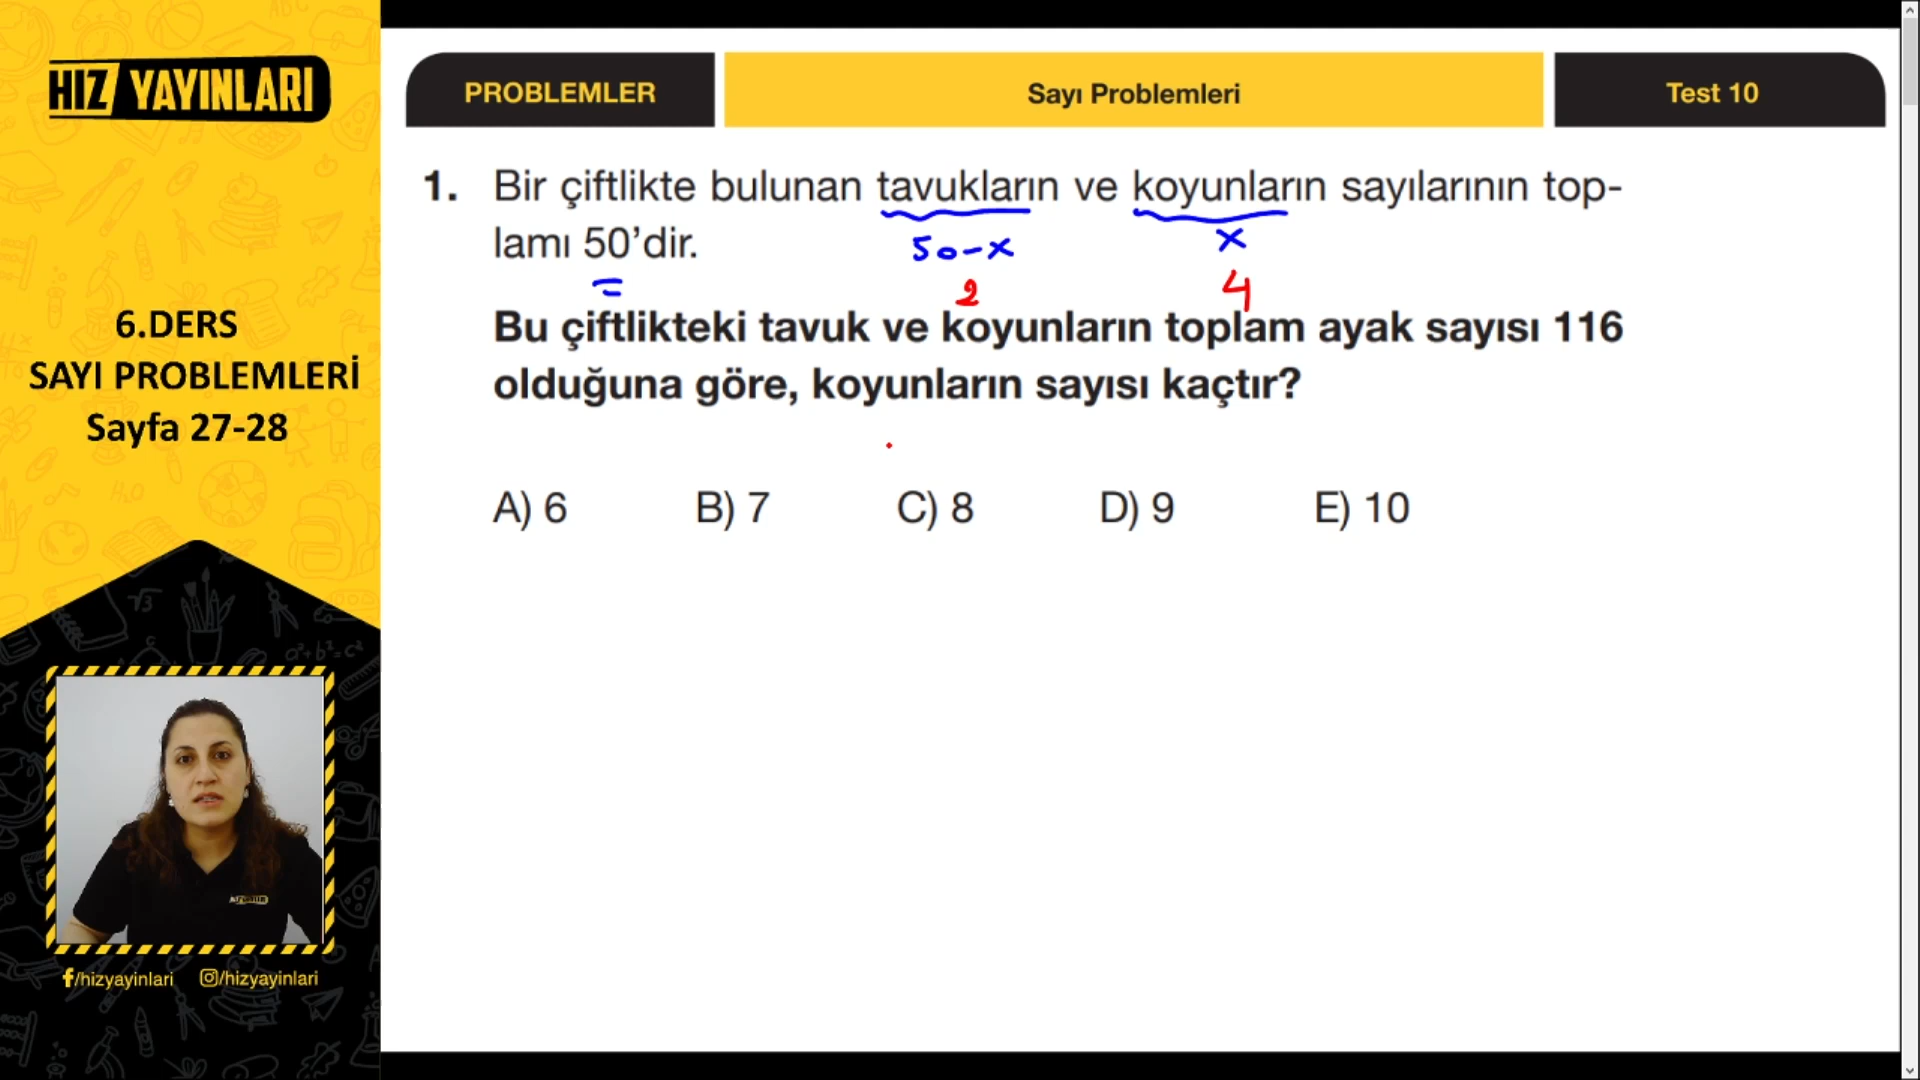 HIZ YAYINLARI
6.DERS
SAYI PROBLEMLERİ
Sayfa 27-28
f/hizyayinlari /hizyayinlari
PROBLEMLER Sayı Problemleri Test 10
1. Bir çiftlikte bulunan tavukların ve koyunların sayılarının top-
lamı 50’dir.
50-x x
= 2 4
Bu çiftlikteki tavuk ve koyunların toplam ayak sayısı 116
olduğuna göre, koyunların sayısı kaçtır?
A) 6 B) 7 C) 8 D) 9 E) 10